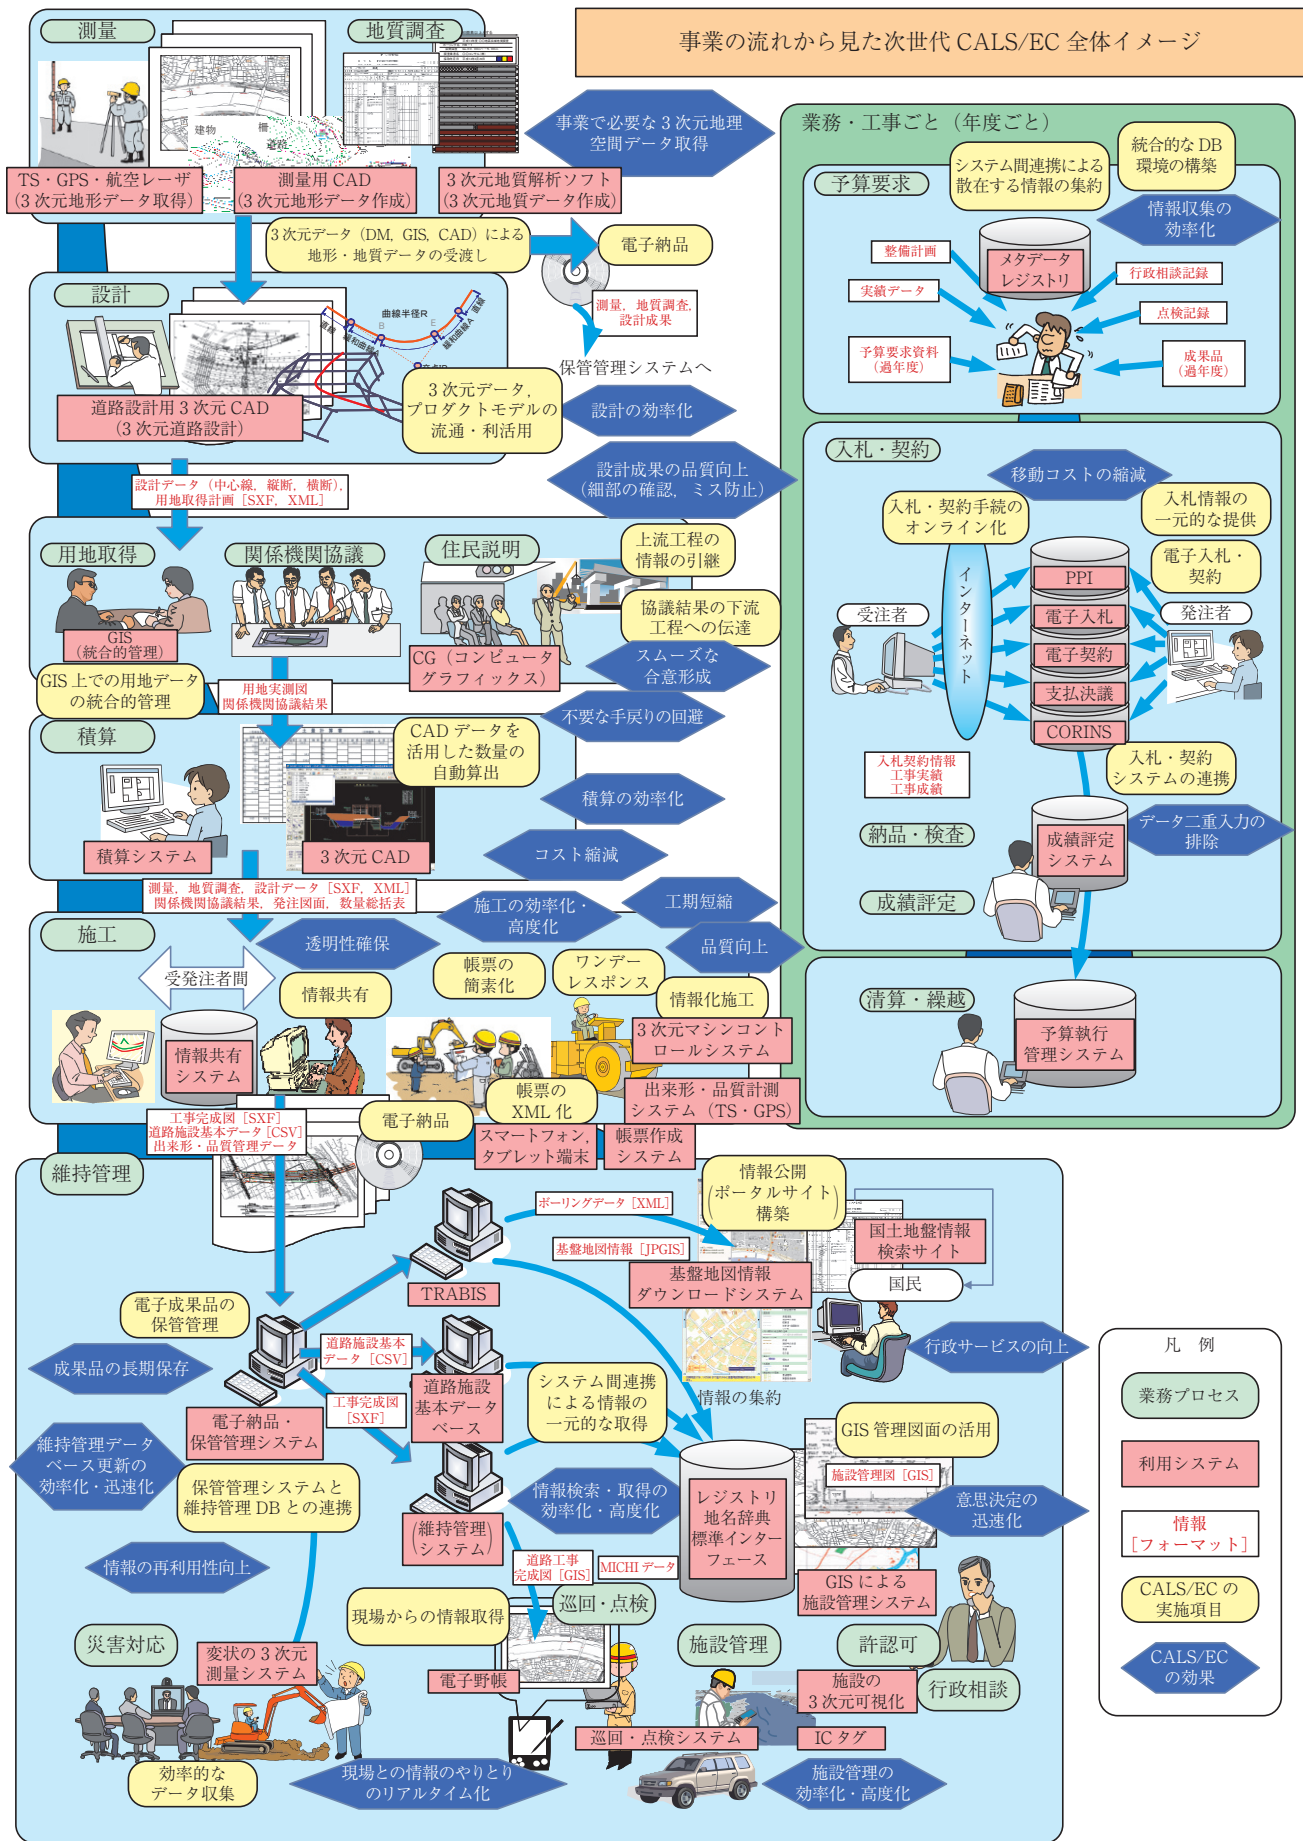 事業の流れから見た次世代 CALS/EC 全体イメージ
測量
地質調査
建物
柵
TS・GPS・航空レーザ
(3 次元地形データ取得)
測量用 CAD
(3 次元地形データ作成)
3 次元地質解析ソフト
(3 次元地質データ作成)
事業で必要な 3 次元地理
空間データ取得
3 次元データ（DM, GIS, CAD）による
地形・地質データの受渡し
電子納品
測量, 地質調査,
設計成果
保管管理システムへ
設計
直線
緩和曲線A
曲線半径R
B
E
緩和曲線A
直線
道路設計用 3 次元 CAD
(3 次元道路設計)
3 次元データ,
プロダクトモデルの
流通・利活用
設計の効率化
設計成果の品質向上
(細部の確認, ミス防止)
設計データ（中心線, 縦断, 横断),
用地取得計画 [SXF, XML]
用地取得
関係機関協議
住民説明
上流工程の
情報の引継
協議結果の下流
工程への伝達
GIS
(統合的管理)
CG（コンピュータ
グラフィックス）
スムーズな
合意形成
GIS 上での用地データ
の統合的管理
用地実測図
関係機関協議結果
不要な手戻りの回避
積算
CAD データを
活用した数量の
自動算出
積算の効率化
積算システム
3 次元 CAD
コスト縮減
測量, 地質調査, 設計データ [SXF, XML]
関係機関協議結果, 発注図面, 数量総括表
施工
施工の効率化・
高度化
工期短縮
透明性確保
品質向上
受発注者間
情報共有
帳票の
簡素化
ワンデー
レスポンス
情報化施工
情報共有
システム
3 次元マシンコント
ロールシステム
出来形・品質計測
システム（TS・GPS）
帳票の
XML 化
電子納品
スマートフォン,
タブレット端末
帳票作成
システム
工事完成図 [SXF]
道路施設基本データ [CSV]
出来形・品質管理データ
維持管理
ボーリングデータ [XML]
情報公開
(ポータルサイト)
構築
国土地盤情報
検索サイト
基盤地図情報 [JPGIS]
基盤地図情報
ダウンロードシステム
国民
TRABIS
電子成果品の
保管管理
成果品の長期保存
道路施設基本
データ [CSV]
行政サービスの向上
工事完成図
[SXF]
道路施設
基本データ
ベース
システム間連携
による情報の
一元的な取得
情報の集約
電子納品・
保管管理システム
GIS 管理図面の活用
維持管理データ
ベース更新の
効率化・迅速化
施設管理図 [GIS]
保管管理システムと
維持管理 DB との連携
情報検索・取得の
効率化・高度化
レジストリ
地名辞典
標準インター
フェース
意思決定の
迅速化
(維持管理
システム)
道路工事
完成図 [GIS]
MICHI データ
情報の再利用性向上
GIS による
施設管理システム
現場からの情報取得
巡回・点検
災害対応
変状の 3 次元
測量システム
施設管理
許認可
電子野帳
施設の
3 次元可視化
行政相談
巡回・点検システム
IC タグ
効率的な
データ収集
現場との情報のやりとり
のリアルタイム化
施設管理の
効率化・高度化
業務・工事ごと（年度ごと）
予算要求
システム間連携による
散在する情報の集約
統合的な DB
環境の構築
情報収集の
効率化
整備計画
メタデータ
レジストリ
行政相談記録
実績データ
点検記録
予算要求資料
(過年度)
成果品
(過年度)
入札・契約
移動コストの縮減
入札・契約手続の
オンライン化
入札情報の
一元的な提供
電子入札・
契約
インターネット
PPI
受注者
電子入札
発注者
電子契約
支払決議
CORINS
入札契約情報
工事実績
工事成績
入札・契約
システムの連携
納品・検査
成績評定
システム
データ二重入力の
排除
成績評定
清算・繰越
予算執行
管理システム
凡 例
業務プロセス
利用システム
情報
[フォーマット]
CALS/EC の
実施項目
CALS/EC
の効果